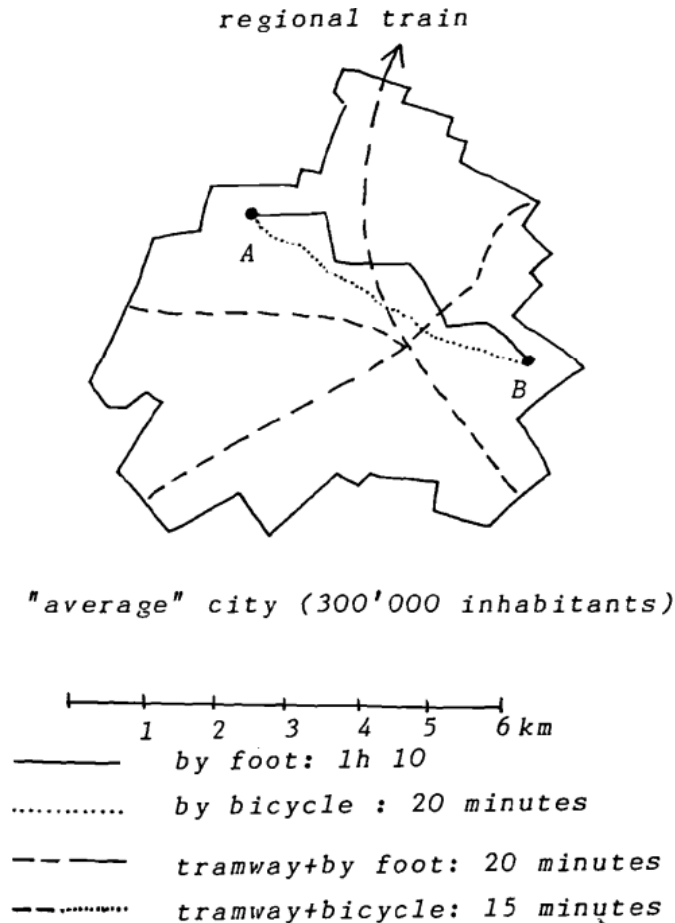 regional train
A
B
"average" city (300'000 inhabitants)
1 2 3 4 5 6 km
by foot: 1h 10
by bicycle : 20 minutes
tramway+by foot: 20 minutes
tramway+bicycle: 15 minutes